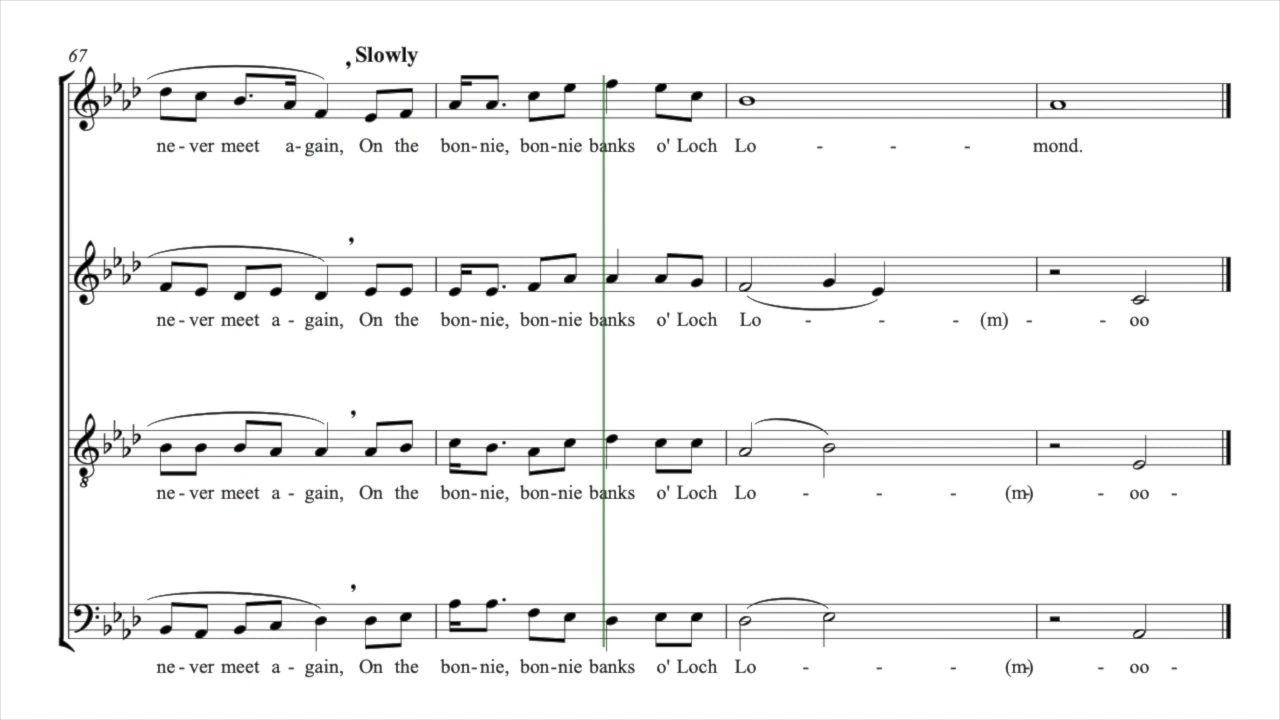 67
, Slowly
ne - ver meet a - gain, On the bon - nie, bon - nie banks o' Loch Lo - - - mond.
,
ne - ver meet a - gain, On the bon - nie, bon - nie banks o' Loch Lo - - - (m) - - oo
,
ne - ver meet a - gain, On the bon - nie, bon - nie banks o' Loch Lo - - - (m) - - oo -
8
,
ne - ver meet a - gain, On the bon - nie, bon - nie banks o' Loch Lo - - - (m) - - oo -